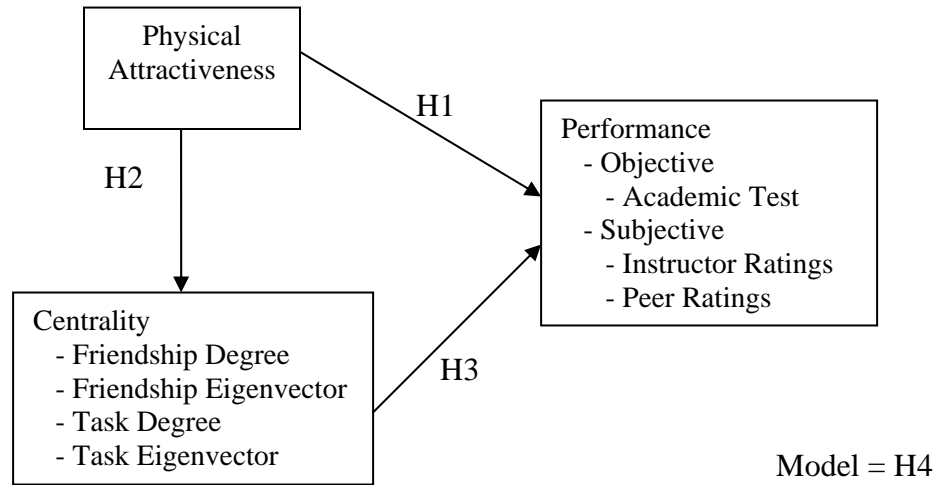 Physical
Attractiveness
H1
H2
Performance
- Objective
- Academic Test
- Subjective
- Instructor Ratings
- Peer Ratings
Centrality
- Friendship Degree
- Friendship Eigenvector
- Task Degree
- Task Eigenvector
H3
Model = H4